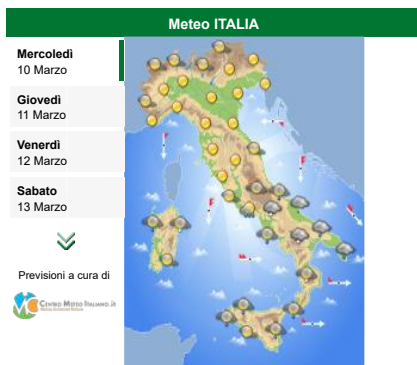 Meteo ITALIA
Mercoledì
10 Marzo
Giovedì
11 Marzo
Venerdì
12 Marzo
Sabato
13 Marzo
Previsioni a cura di
CENTRO METEO ITALIANO.it